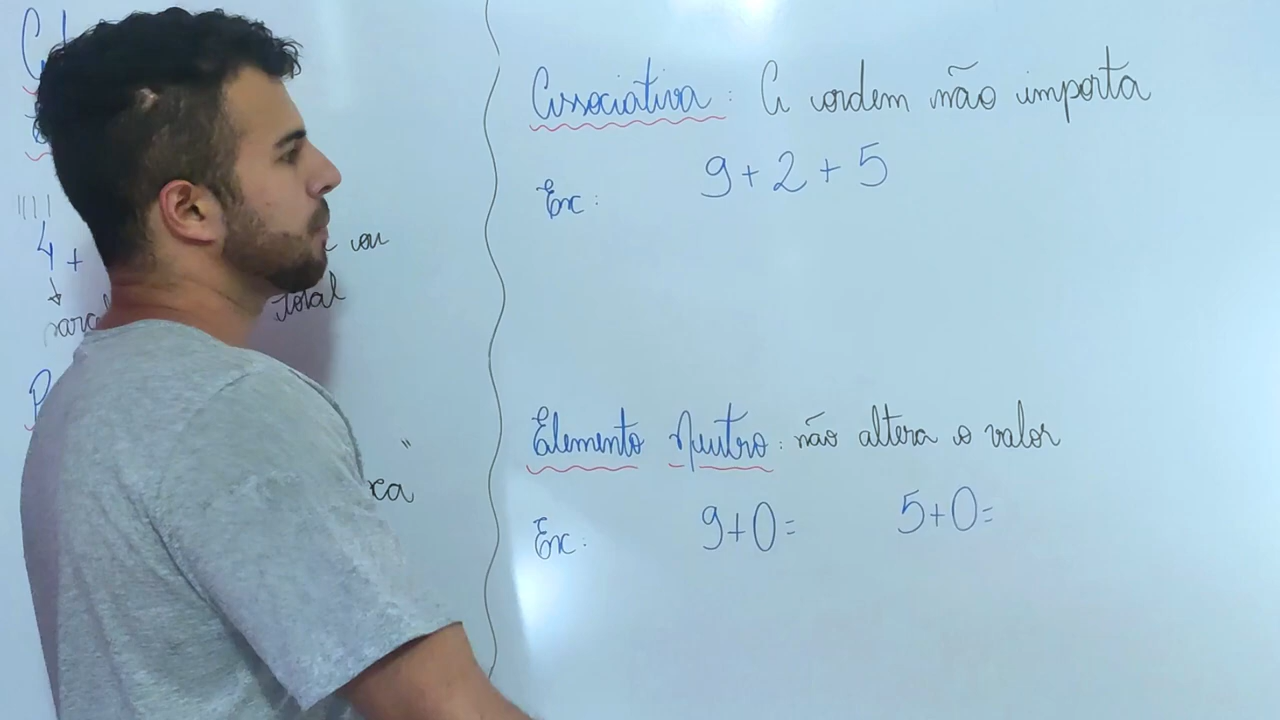 4 +
ou
total
Associativa: A ordem não importa
Ex: 9 + 2 + 5
Elemento Neutro: não altera o valor
Ex: 9+0= 5+0=